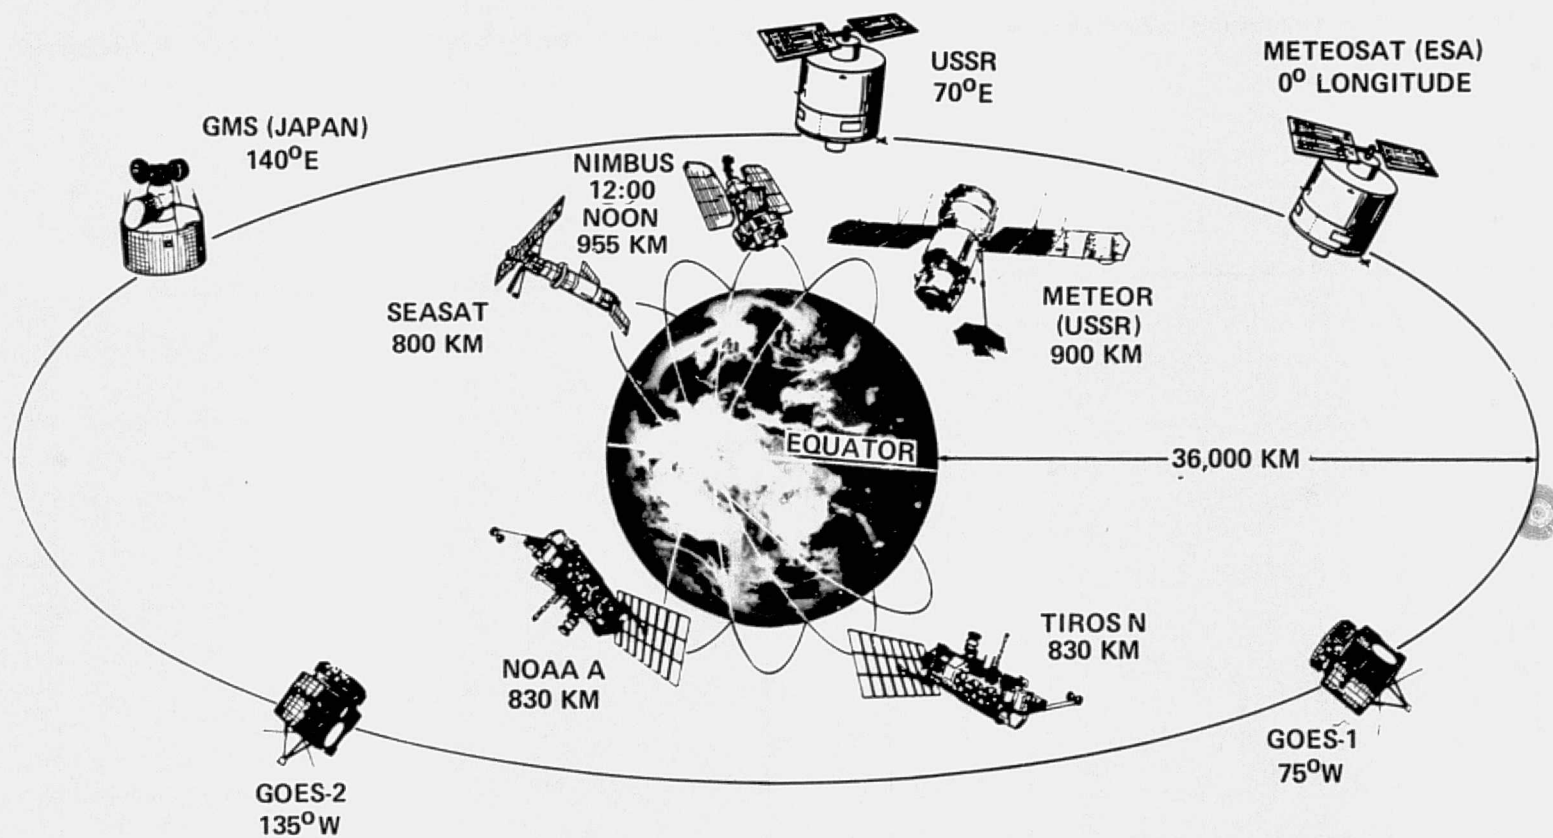 USSR
70°E
METEOSAT (ESA)
0° LONGITUDE
GMS (JAPAN)
140°E
NIMBUS
12:00
NOON
955 KM
SEASAT
800 KM
METEOR
(USSR)
900 KM
EQUATOR
36,000 KM
NOAA A
830 KM
TIROS N
830 KM
GOES-2
135°W
GOES-1
75°W